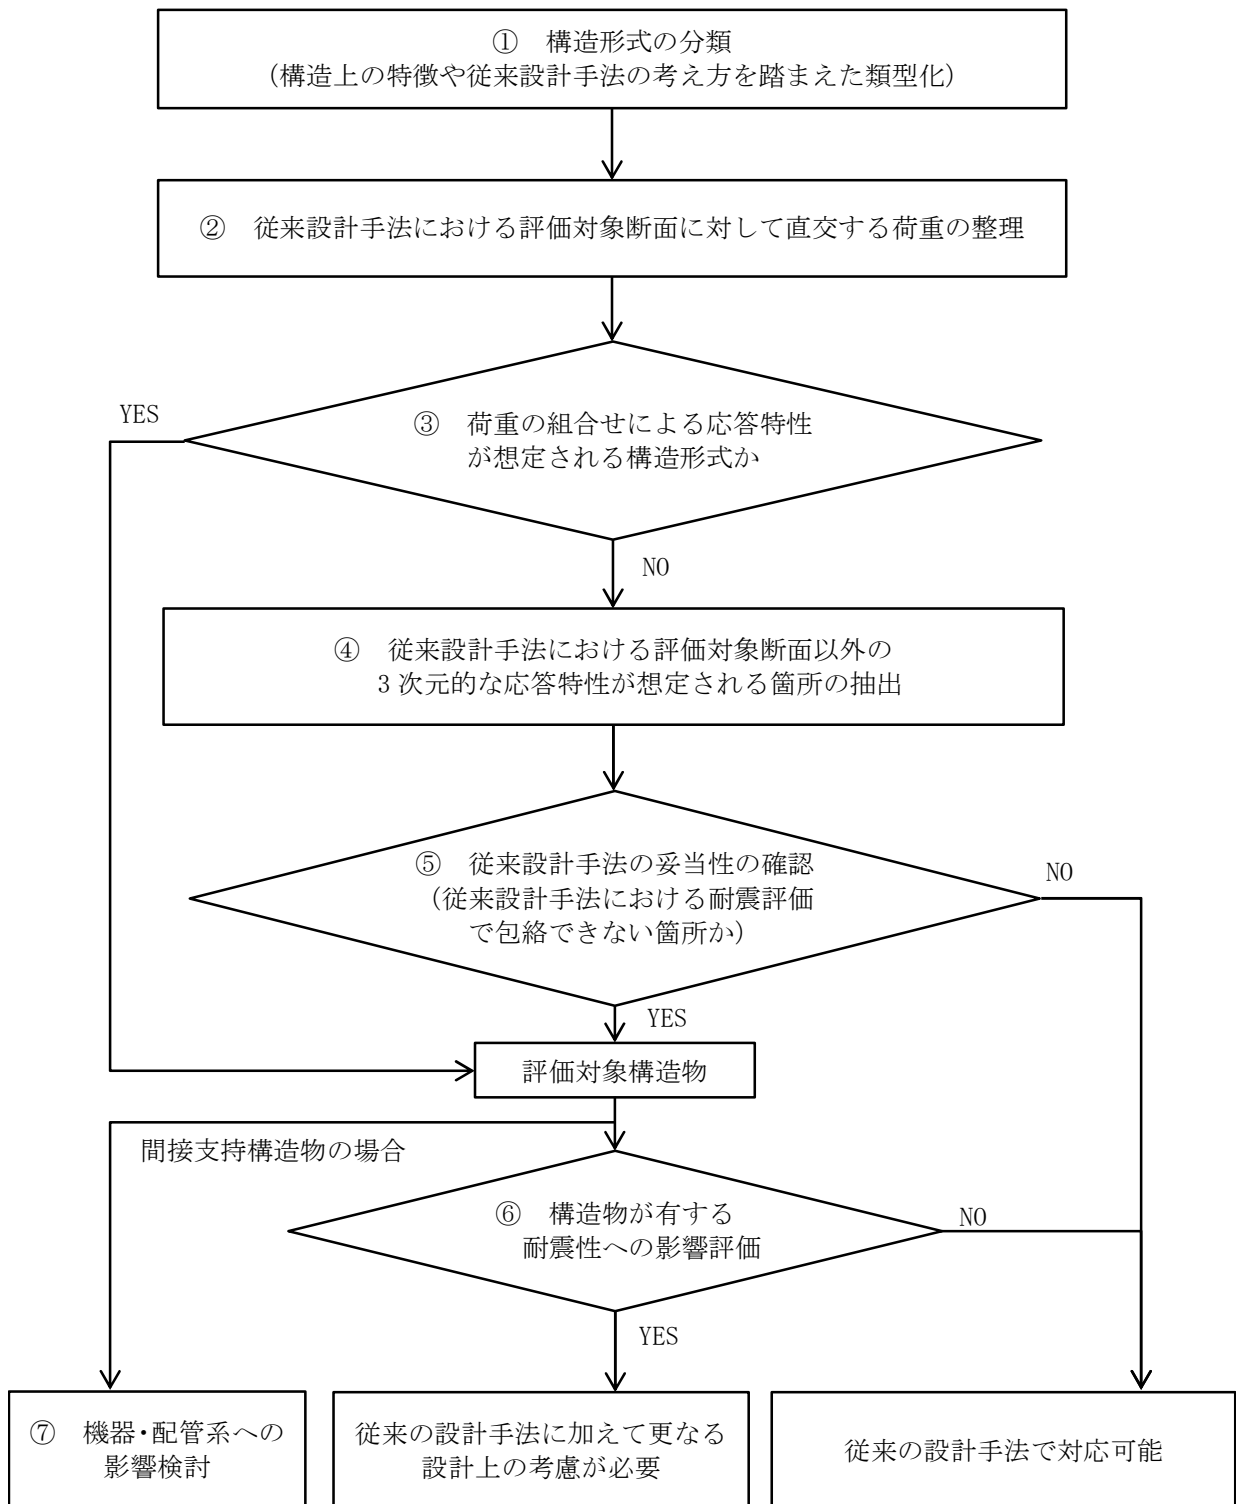 ① 構造形式の分類
（構造上の特徴や従来設計手法の考え方を踏まえた類型化）
② 従来設計手法における評価対象断面に対して直交する荷重の整理
YES
③ 荷重の組合せによる応答特性
が想定される構造形式か
NO
④ 従来設計手法における評価対象断面以外の
3次元的な応答特性が想定される箇所の抽出
⑤ 従来設計手法の妥当性の確認
（従来設計手法における耐震評価
で包絡できない箇所か）
NO
YES
評価対象構造物
間接支持構造物の場合
⑥ 構造物が有する
耐震性への影響評価
NO
YES
⑦ 機器・配管系への
影響検討
従来の設計手法に加えて更なる
設計上の考慮が必要
従来の設計手法で対応可能